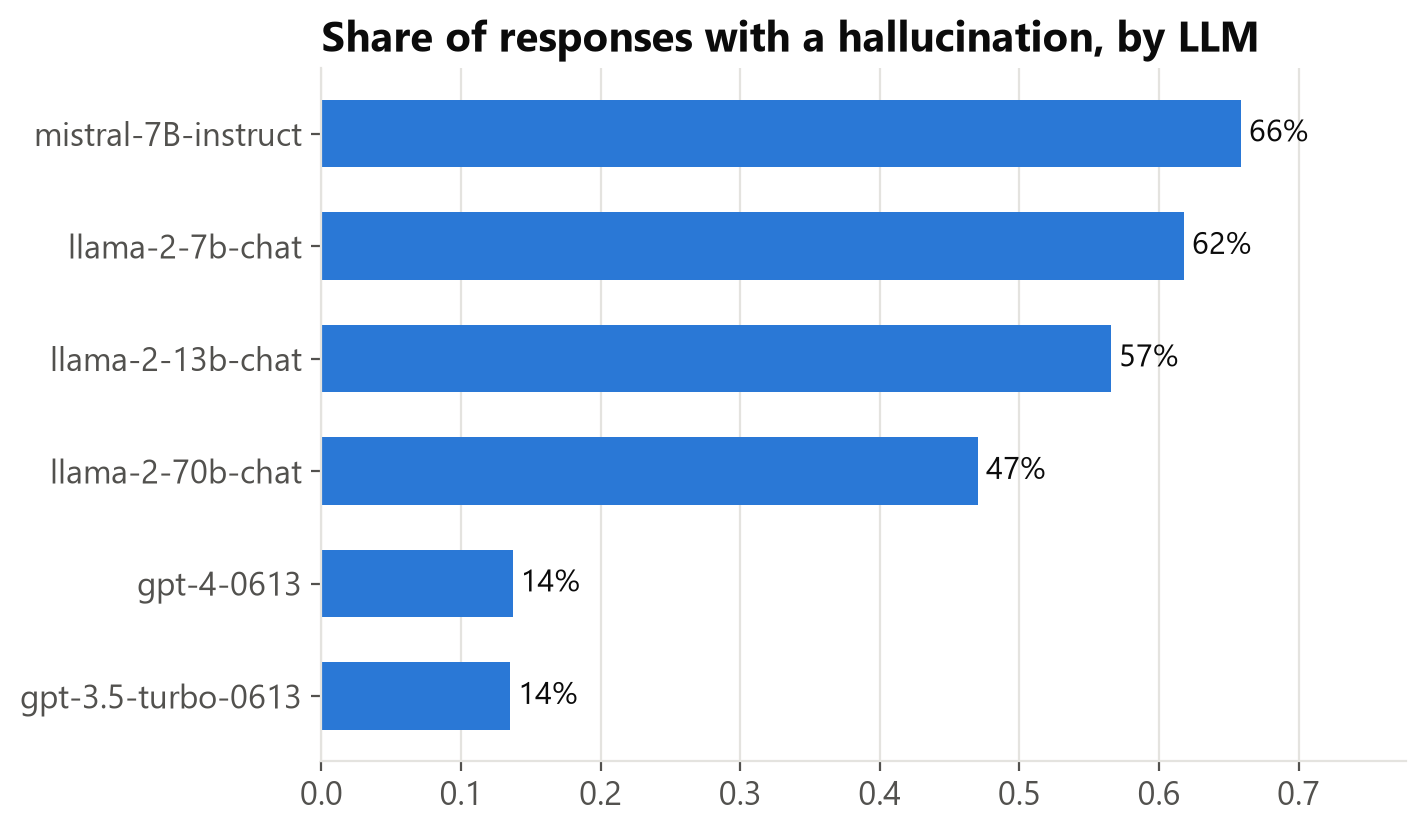 Share of responses with a hallucination, by LLM
mistral-7B-instruct 66%
llama-2-7b-chat 62%
llama-2-13b-chat 57%
llama-2-70b-chat 47%
gpt-4-0613 14%
gpt-3.5-turbo-0613 14%
0.0 0.1 0.2 0.3 0.4 0.5 0.6 0.7